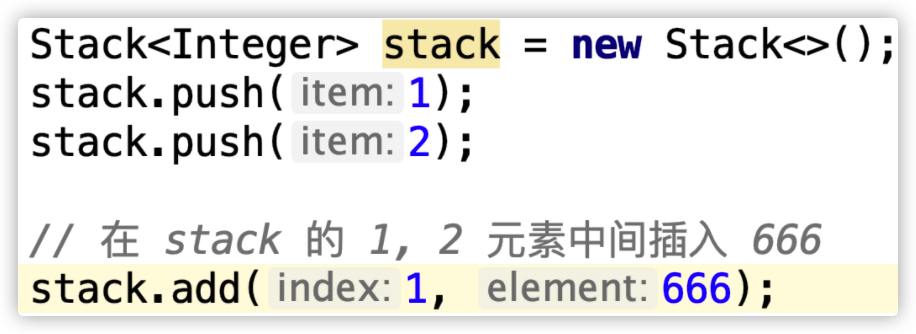 Stack<Integer> stack = new Stack<>();
stack.push( item: 1);
stack.push( item: 2);
// 在 stack 的 1, 2 元素中间插入 666
stack.add( index: 1, element: 666);